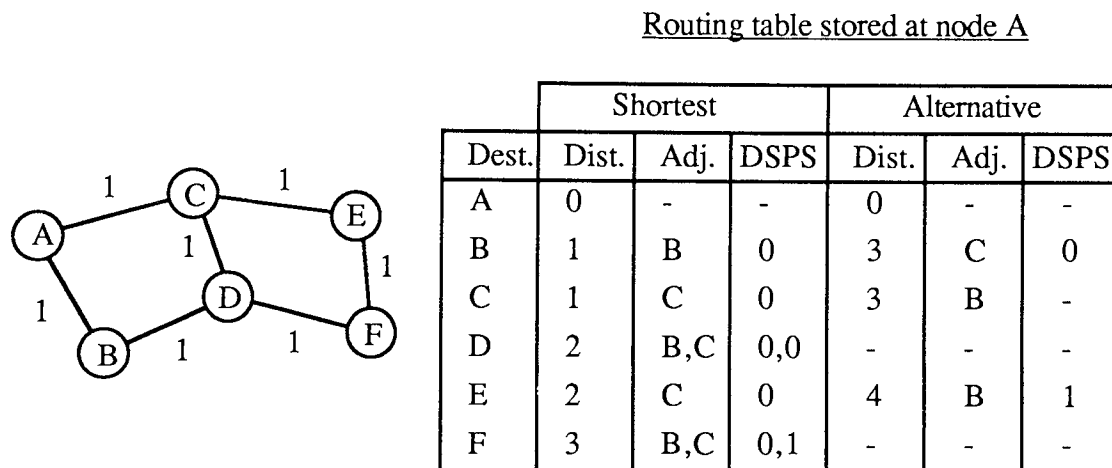 Routing table stored at node A
Shortest Alternative
Dest. Dist. Adj. DSPS Dist. Adj. DSPS
A 0 - - 0 - -
B 1 B 0 3 C 0
C 1 C 0 3 B -
D 2 B,C 0,0 - - -
E 2 C 0 4 B 1
F 3 B,C 0,1 - - -
1 C 1
A 1 E
1 D 1
B 1 1 F